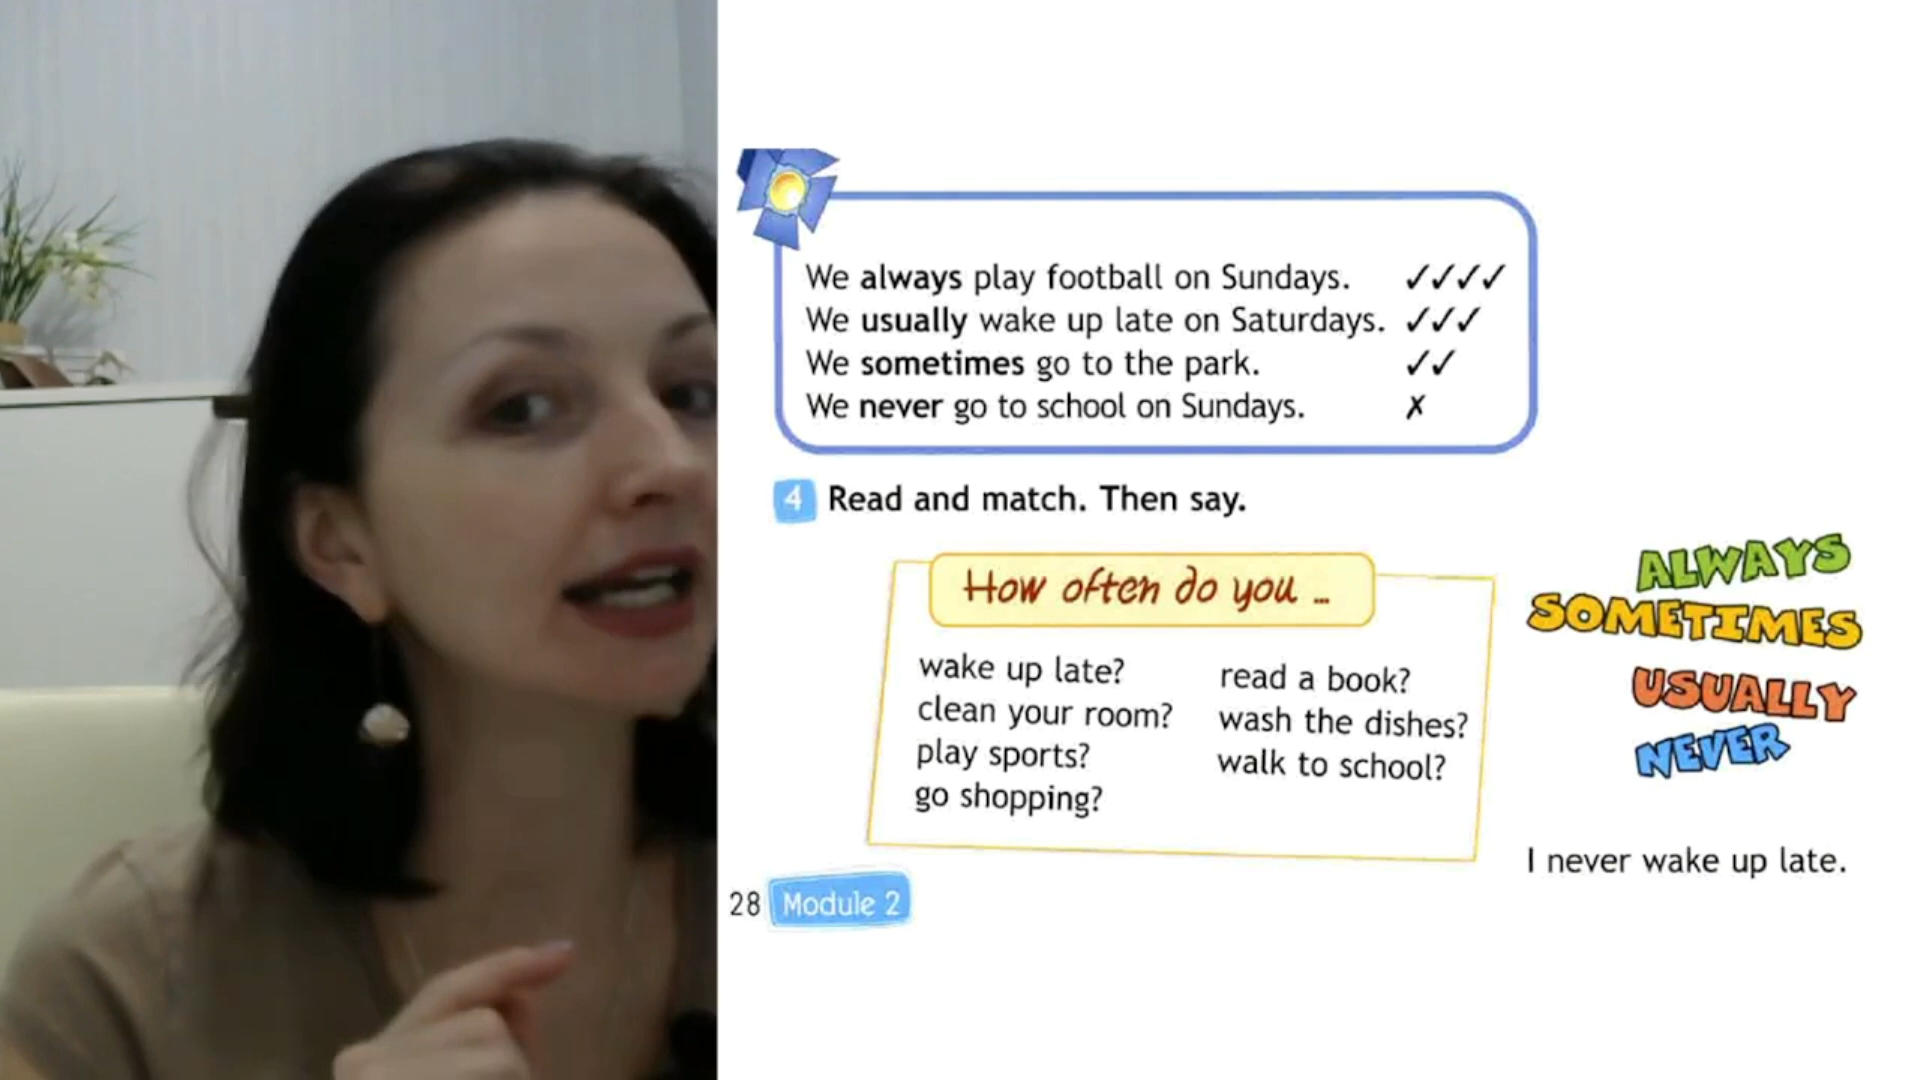 We always play football on Sundays. ✓✓✓✓
We usually wake up late on Saturdays. ✓✓✓
We sometimes go to the park. ✓✓
We never go to school on Sundays. ✗
4 Read and match. Then say.
How often do you ...
wake up late?
clean your room?
play sports?
go shopping?
read a book?
wash the dishes?
walk to school?
ALWAYS
SOMETIMES
USUALLY
NEVER
I never wake up late.
28 Module 2